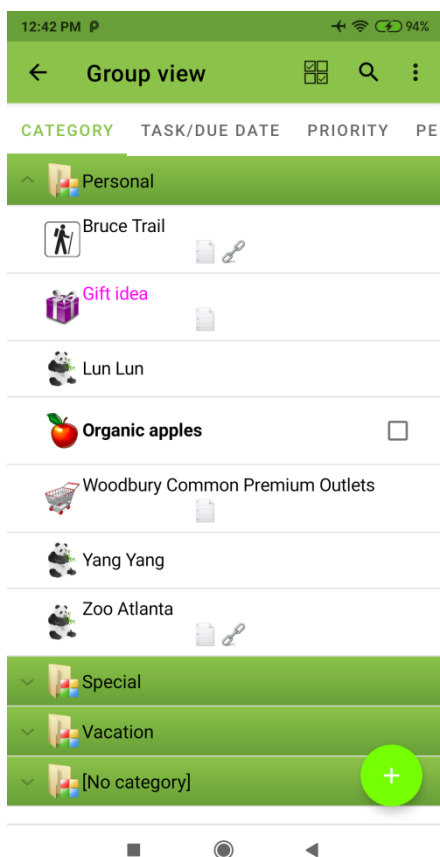 12:42 PM 94%
Group view
CATEGORY TASK/DUE DATE PRIORITY PE
Personal
Bruce Trail
Gift idea
Lun Lun
Organic apples
Woodbury Common Premium Outlets
Yang Yang
Zoo Atlanta
Special
Vacation
[No category]